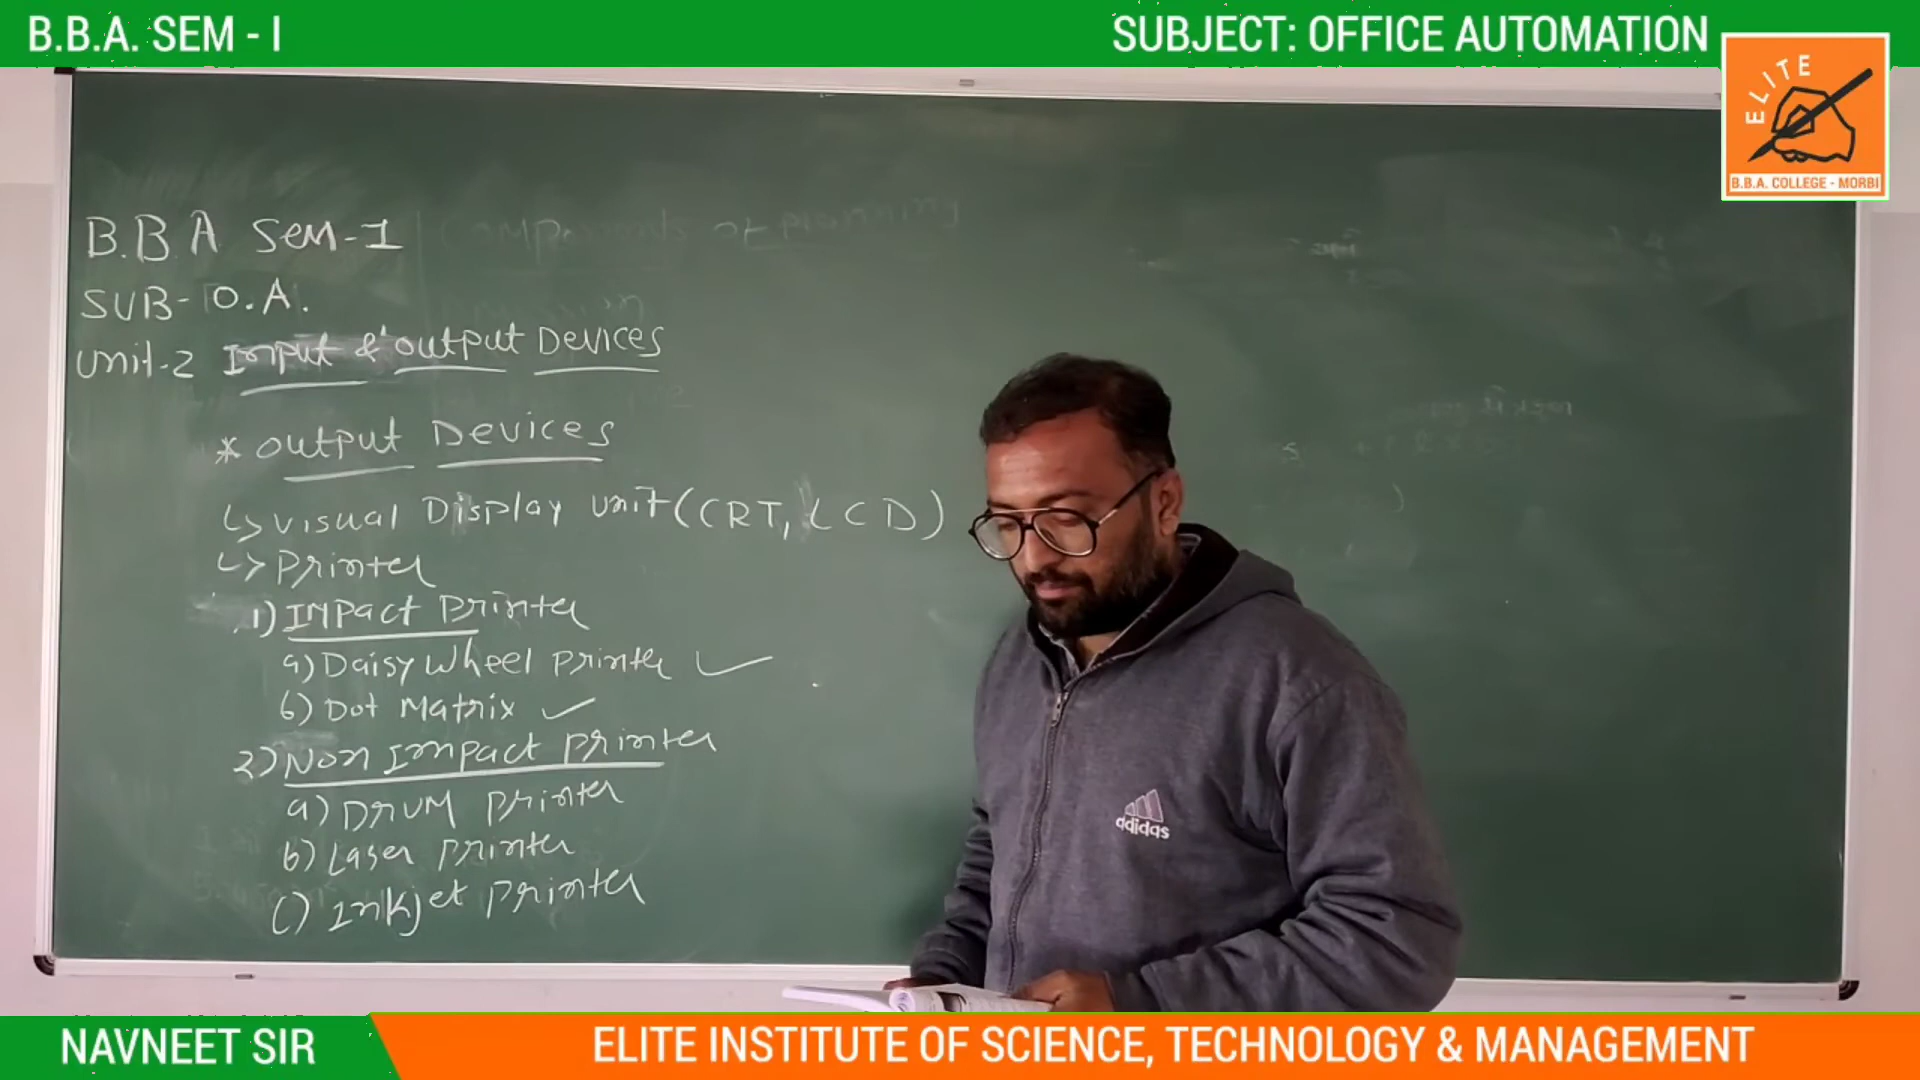 B.B.A. SEM - I
SUBJECT: OFFICE AUTOMATION
ELITE
B.B.A. COLLEGE - MORBI
B.B A Sem-1
SUB- O.A.
Unit-2 Input & output Devices
* output Devices
↳ Visual Display Unit (CRT, LCD)
↳ Printer
1) Impact Printer
a) Daisy Wheel Printer ✓
b) Dot Matrix ✓
2) Non Impact Printer
a) Drum Printer
b) Laser Printer
c) Inkjet Printer
adidas
NAVNEET SIR
ELITE INSTITUTE OF SCIENCE, TECHNOLOGY & MANAGEMENT